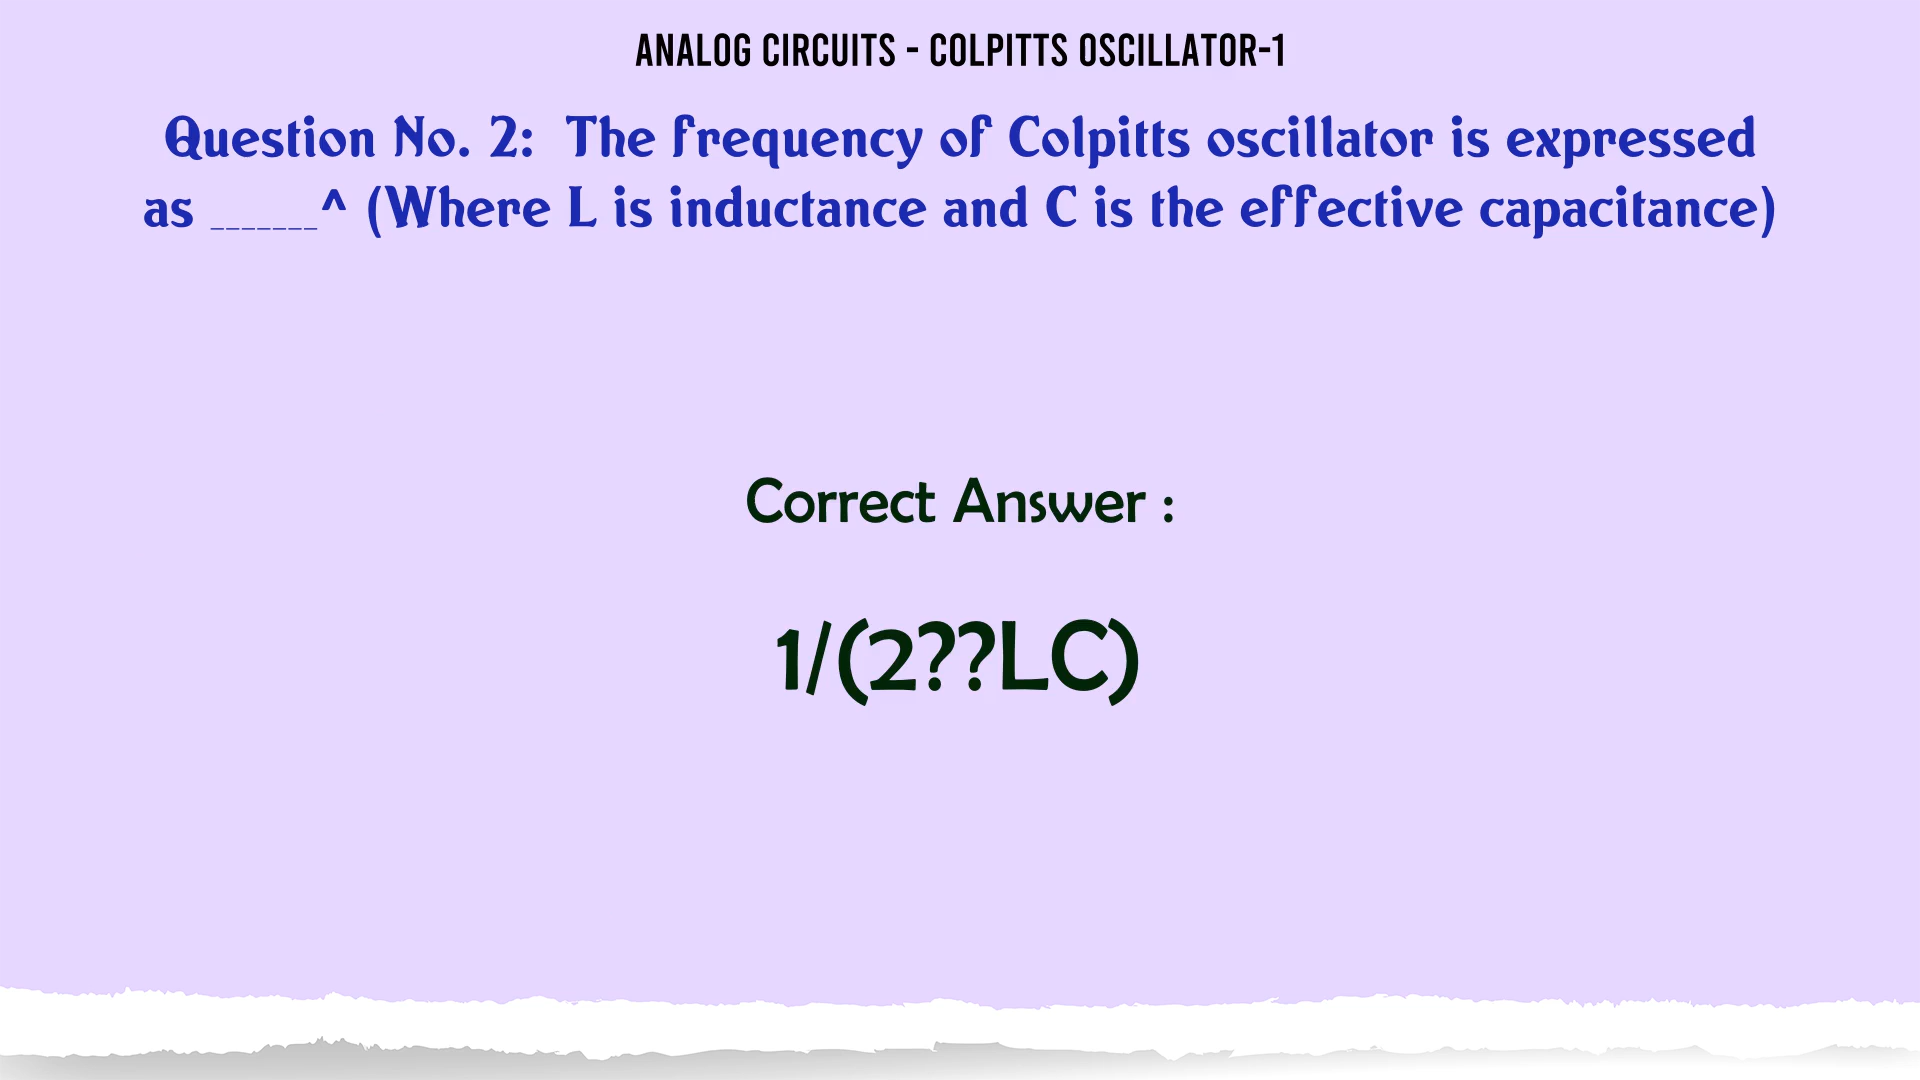 ANALOG CIRCUITS - COLPITTS OSCILLATOR-1
Question No. 2:  The frequency of Colpitts oscillator is expressed
as _______^ (Where L is inductance and C is the effective capacitance)
Correct Answer :
1/(2??LC)